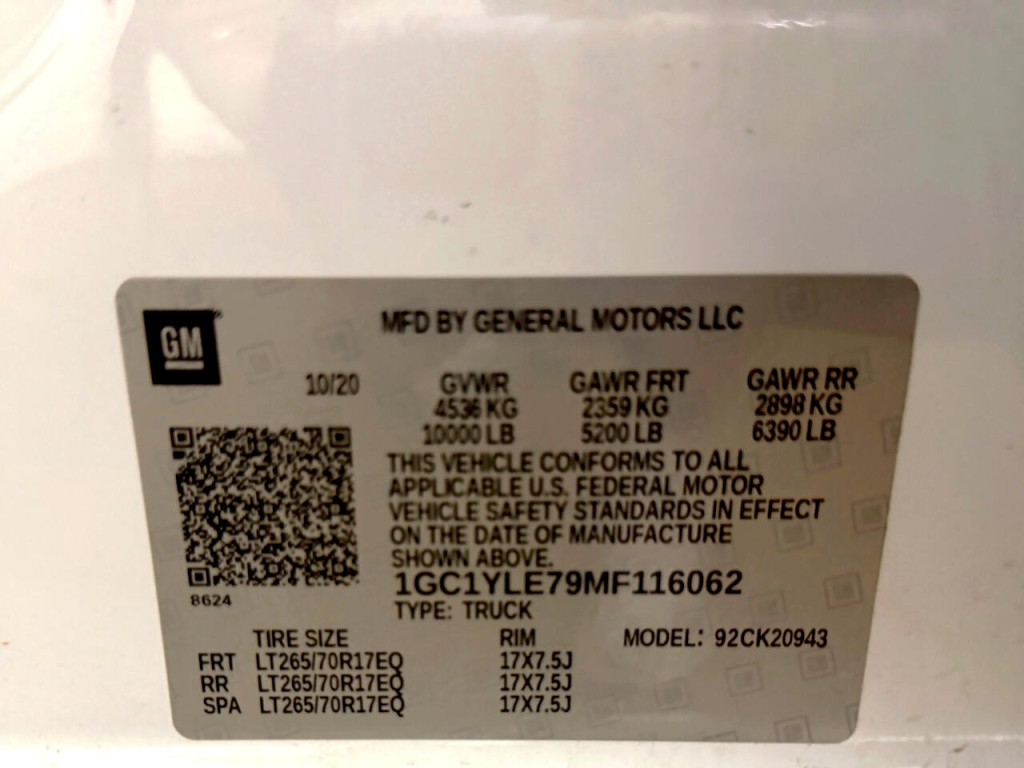 GM
MFD BY GENERAL MOTORS LLC
10/20 GVWR GAWR FRT GAWR RR
4536 KG 2359 KG 2898 KG
10000 LB 5200 LB 6390 LB
THIS VEHICLE CONFORMS TO ALL
APPLICABLE U.S. FEDERAL MOTOR
VEHICLE SAFETY STANDARDS IN EFFECT
ON THE DATE OF MANUFACTURE
SHOWN ABOVE.
1GC1YLE79MF116062
8624
TYPE: TRUCK
TIRE SIZE RIM MODEL: 92CK20943
FRT LT265/70R17EQ 17X7.5J
RR LT265/70R17EQ 17X7.5J
SPA LT265/70R17EQ 17X7.5J